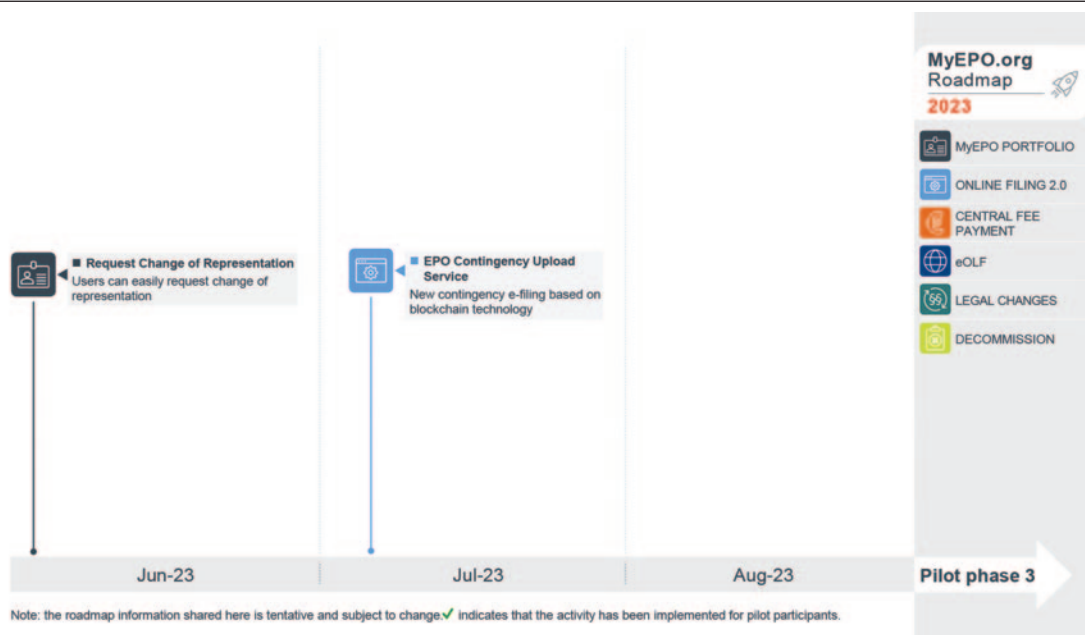 MyEPO.org
Roadmap
2023
MyEPO PORTFOLIO
ONLINE FILING 2.0
CENTRAL FEE
PAYMENT
eOLF
LEGAL CHANGES
DECOMMISSION
Request Change of Representation
Users can easily request change of
representation
EPO Contingency Upload
Service
New contingency e-filing based on
blockchain technology
Jun-23
Jul-23
Aug-23
Pilot phase 3
Note: the roadmap information shared here is tentative and subject to change.✓ indicates that the activity has been implemented for pilot participants.